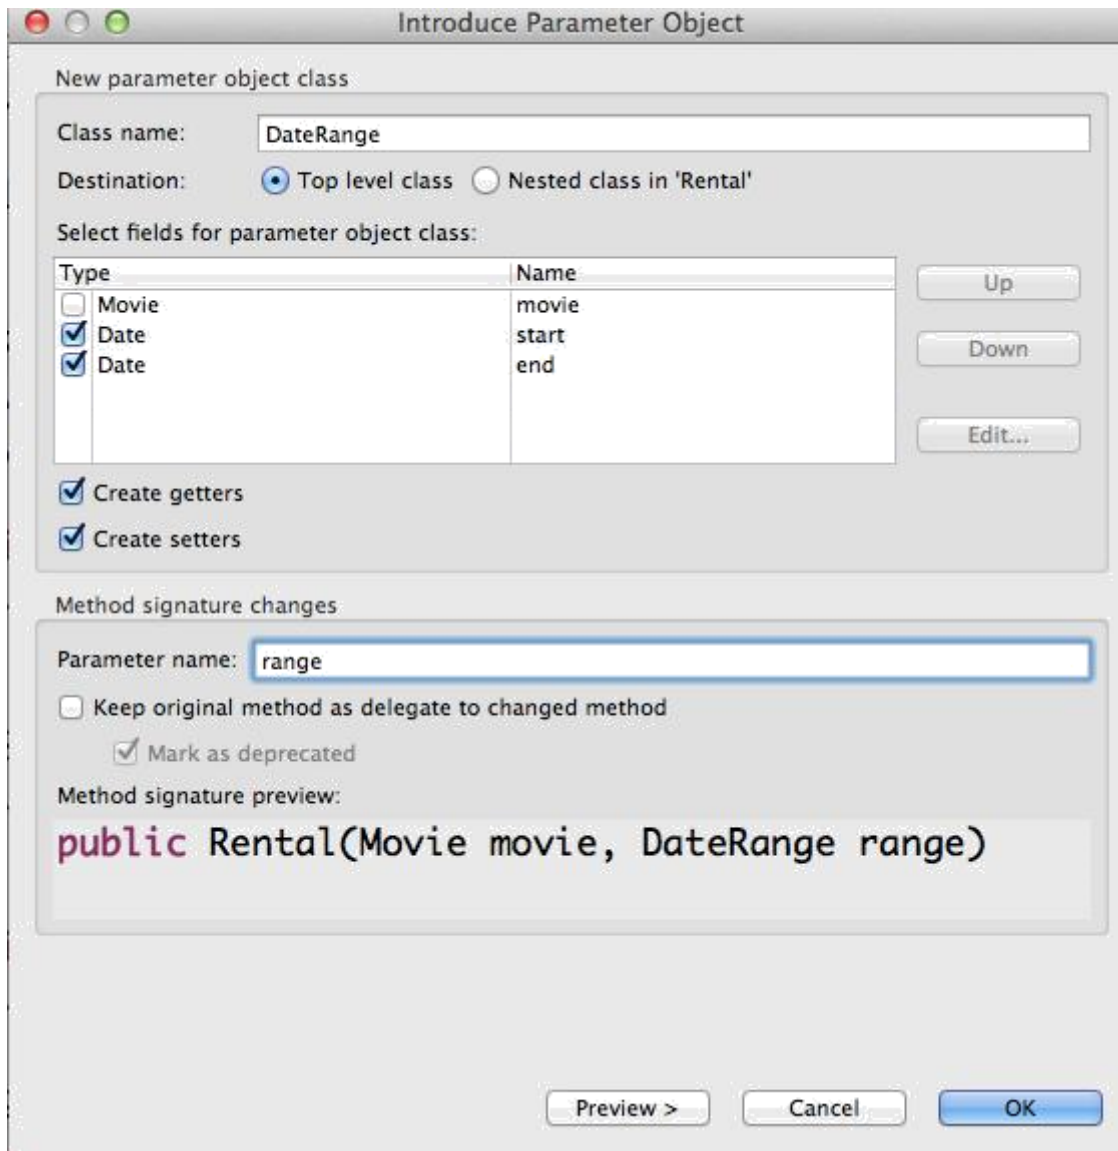 Introduce Parameter Object
New parameter object class
Class name: DateRange
Destination: Top level class Nested class in 'Rental'
Select fields for parameter object class:
Type Name
Movie movie
Date start
Date end
Up
Down
Edit...
Create getters
Create setters
Method signature changes
Parameter name: range
Keep original method as delegate to changed method
Mark as deprecated
Method signature preview:
public Rental(Movie movie, DateRange range)
Preview > Cancel OK